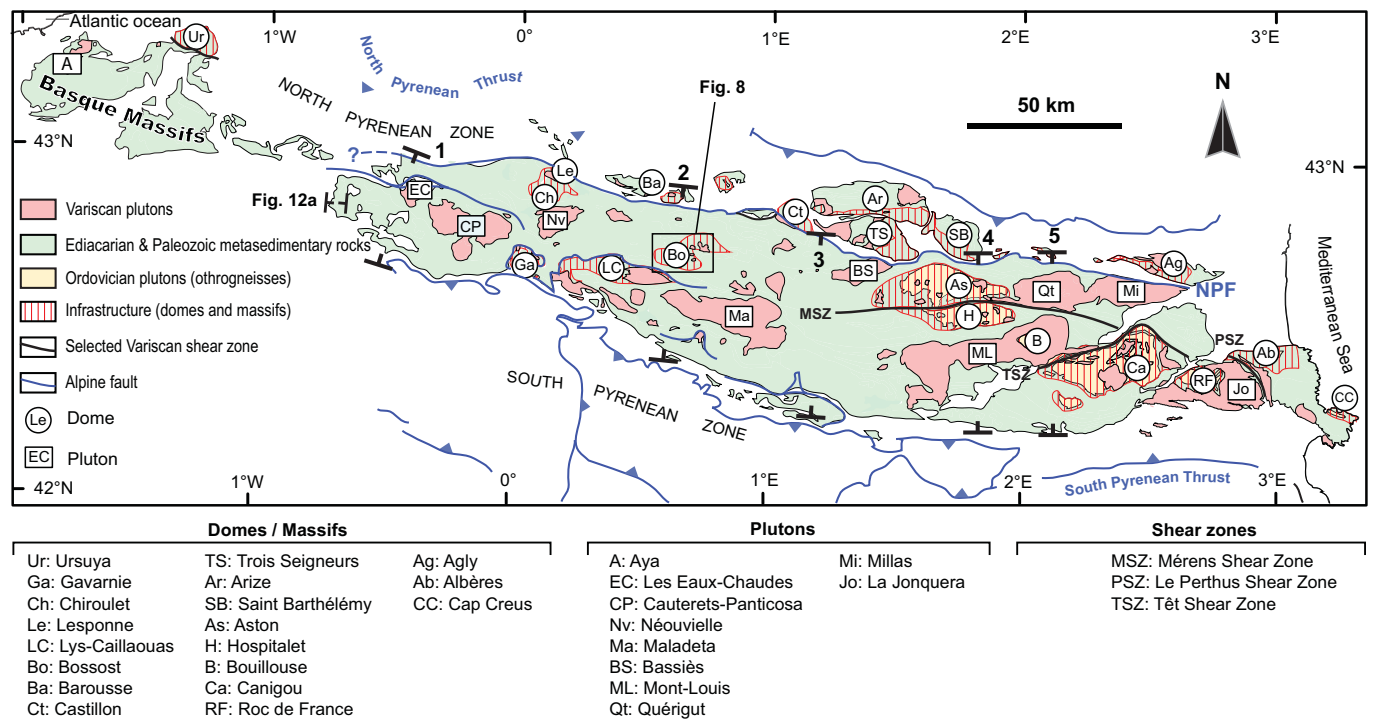 Atlantic ocean
1°W
0°
1°E
2°E
3°E
Ur
A
Basque Massifs
North Pyrenean Thrust
NORTH PYRENEAN ZONE
Fig. 8
50 km
N
43°N
43°N
?
1
2
Le
Ba
EC
Ch
Fig. 12a
Nv
CP
Ct
Ar
TS
SB
4
5
3
Bo
Ga
LC
BS
As
Qt
Mi
Ag
NPF
Ma
MSZ
H
B
ML
TSZ
Ca
PSZ
Ab
RF
Jo
CC
Mediterranean Sea
SOUTH PYRENEAN ZONE
South Pyrenean Thrust
Variscan plutons
Ediacarian & Paleozoic metasedimentary rocks
Ordovician plutons (othrogneisses)
Infrastructure (domes and massifs)
Selected Variscan shear zone
Alpine fault
Le Dome
EC Pluton
42°N
42°N
1°W
0°
1°E
2°E
3°E
Domes / Massifs
Ur: Ursuya
Ga: Gavarnie
Ch: Chiroulet
Le: Lesponne
LC: Lys-Caillaouas
Bo: Bossost
Ba: Barousse
Ct: Castillon
TS: Trois Seigneurs
Ar: Arize
SB: Saint Barthélémy
As: Aston
H: Hospitalet
B: Bouillouse
Ca: Canigou
RF: Roc de France
Ag: Agly
Ab: Albères
CC: Cap Creus
Plutons
A: Aya
EC: Les Eaux-Chaudes
CP: Cauterets-Panticosa
Nv: Néouvielle
Ma: Maladeta
BS: Bassiès
ML: Mont-Louis
Qt: Quérigut
Mi: Millas
Jo: La Jonquera
Shear zones
MSZ: Mérens Shear Zone
PSZ: Le Perthus Shear Zone
TSZ: Têt Shear Zone